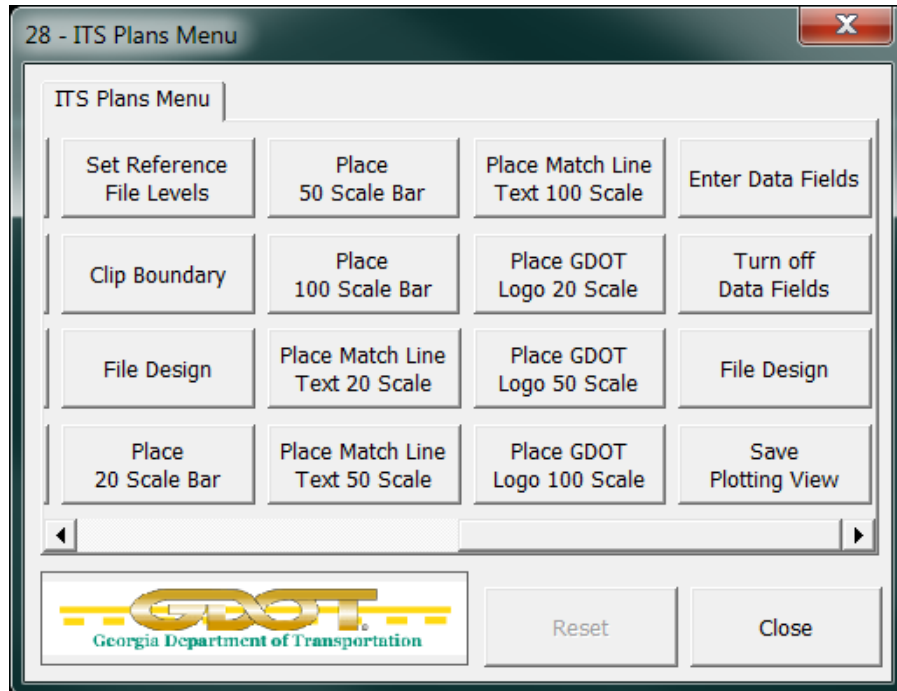 28 - ITS Plans Menu
X
ITS Plans Menu
Set Reference
File Levels
Place
50 Scale Bar
Place Match Line
Text 100 Scale
Enter Data Fields
Clip Boundary
Place
100 Scale Bar
Place GDOT
Logo 20 Scale
Turn off
Data Fields
File Design
Place Match Line
Text 20 Scale
Place GDOT
Logo 50 Scale
File Design
Place
20 Scale Bar
Place Match Line
Text 50 Scale
Place GDOT
Logo 100 Scale
Save
Plotting View
GDOT
Georgia Department of Transportation
Reset
Close